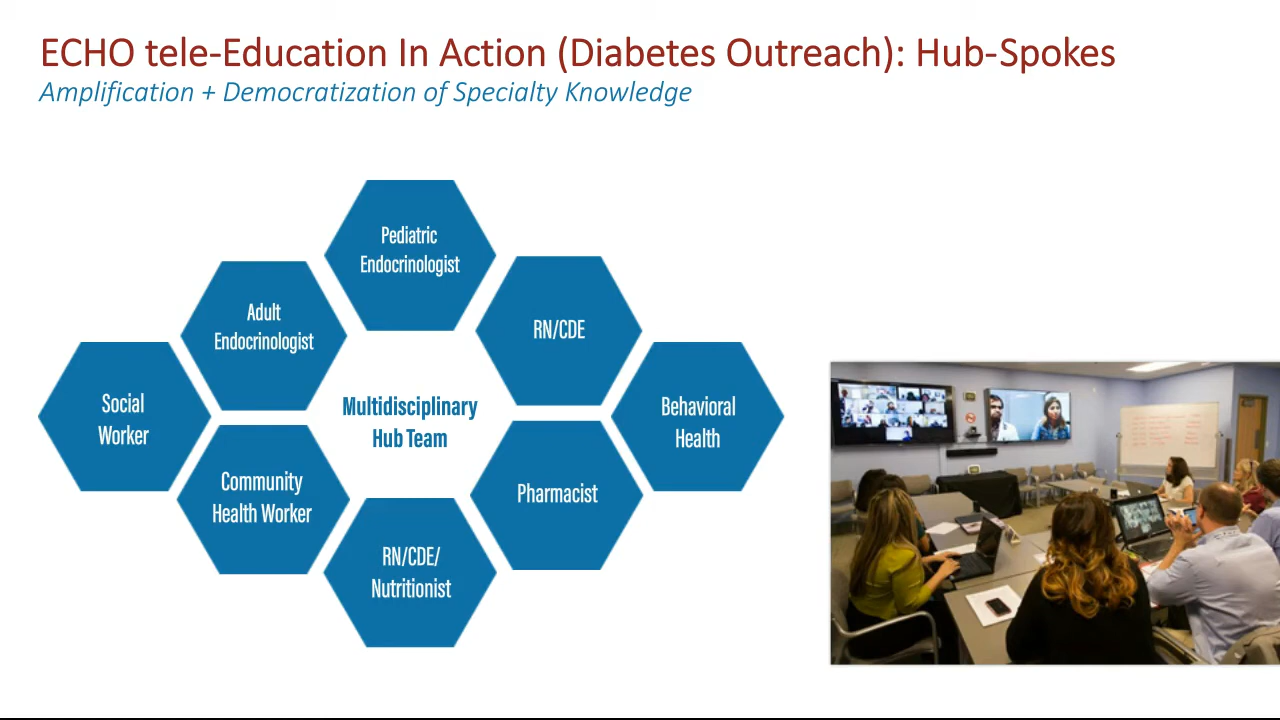 ECHO tele-Education In Action (Diabetes Outreach): Hub-Spokes
Amplification + Democratization of Specialty Knowledge
Pediatric
Endocrinologist
Adult
Endocrinologist
RN/CDE
Social
Worker
Multidisciplinary
Hub Team
Behavioral
Health
Community
Health Worker
Pharmacist
RN/CDE/
Nutritionist